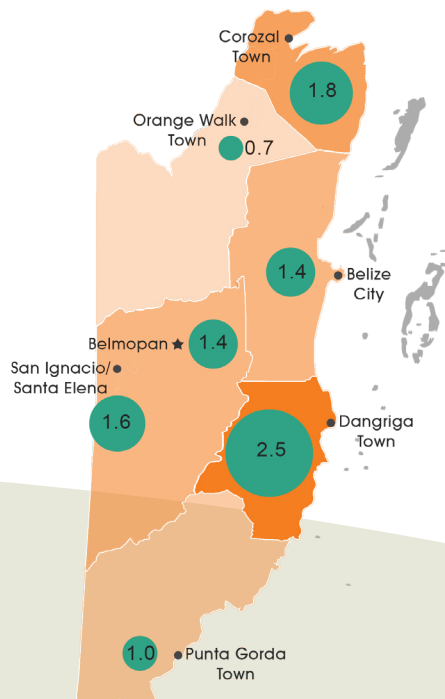 Corozal
Town
1.8
Orange Walk
Town
0.7
1.4
Belize
City
Belmopan
1.4
San Ignacio/
Santa Elena
1.6
Dangriga
Town
2.5
1.0
Punta Gorda
Town